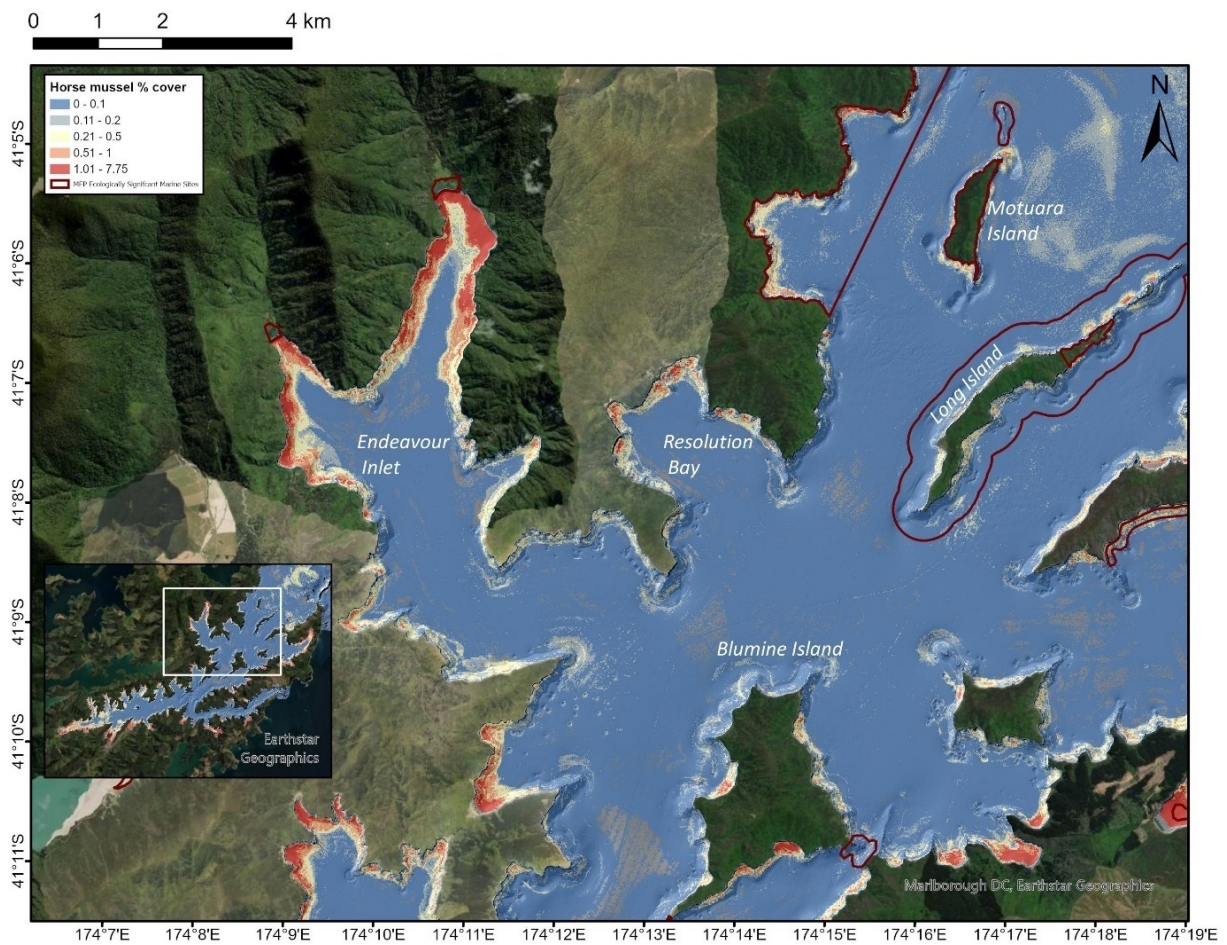 0 1 2 4 km
Horse mussel % cover
0 - 0.1
0.11 - 0.2
0.21 - 0.5
0.51 - 1
1.01 - 7.75
MEP Ecologically Signifcant Marine Sites
N
Motuara
Island
Long Island
Endeavour
Inlet
Resolution
Bay
Blumine Island
Earthstar
Geographics
Marlborough DC, Earthstar Geographics
41°5'S
41°6'S
41°7'S
41°8'S
41°9'S
41°10'S
41°11'S
174°7'E 174°8'E 174°9'E 174°10'E 174°11'E 174°12'E 174°13'E 174°14'E 174°15'E 174°16'E 174°17'E 174°18'E 174°19'E